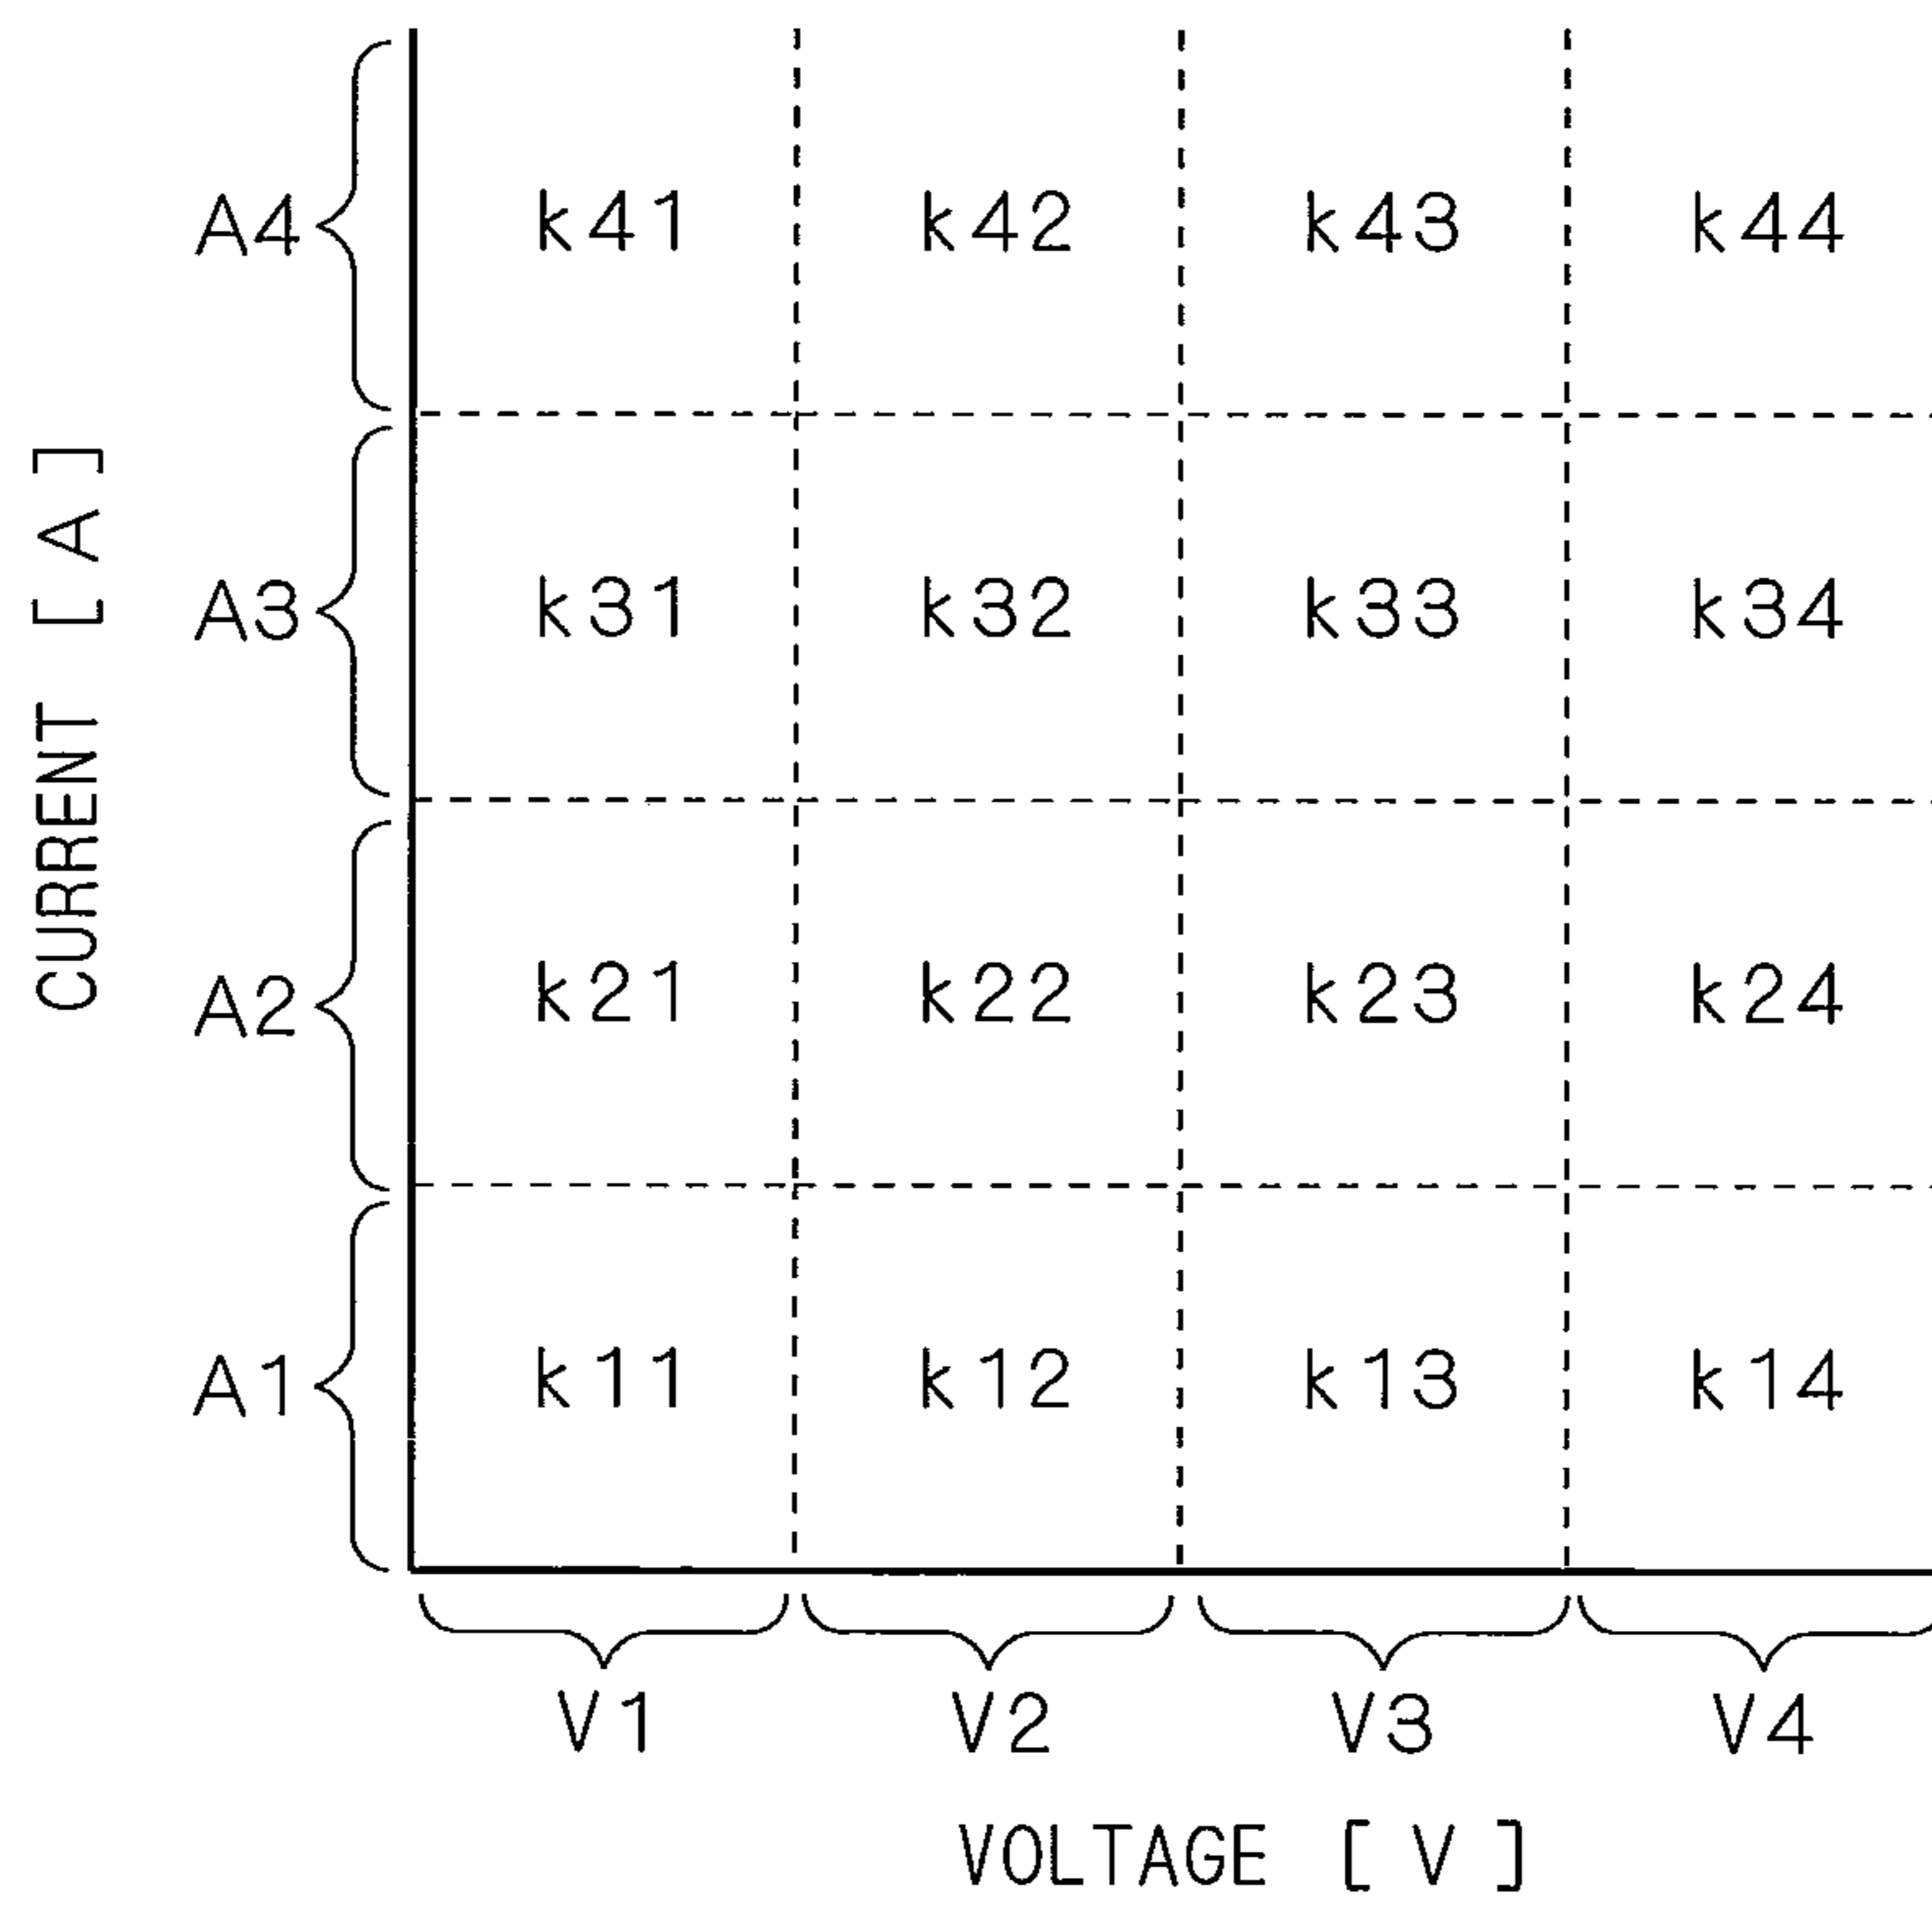 A4 k41 k42 k43 k44
A3 k31 k32 k33 k34
A2 k21 k22 k23 k24
A1 k11 k12 k13 k14
V1 V2 V3 V4
CURRENT [ A ]
VOLTAGE [ V ]